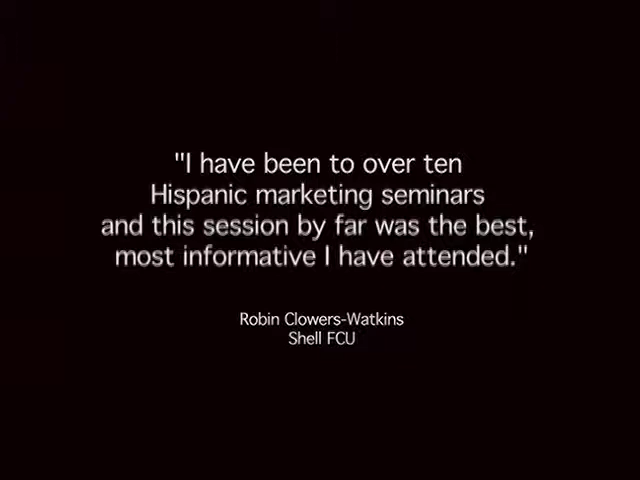 "I have been to over ten
Hispanic marketing seminars
and this session by far was the best,
most informative I have attended."
Robin Clowers-Watkins
Shell FCU